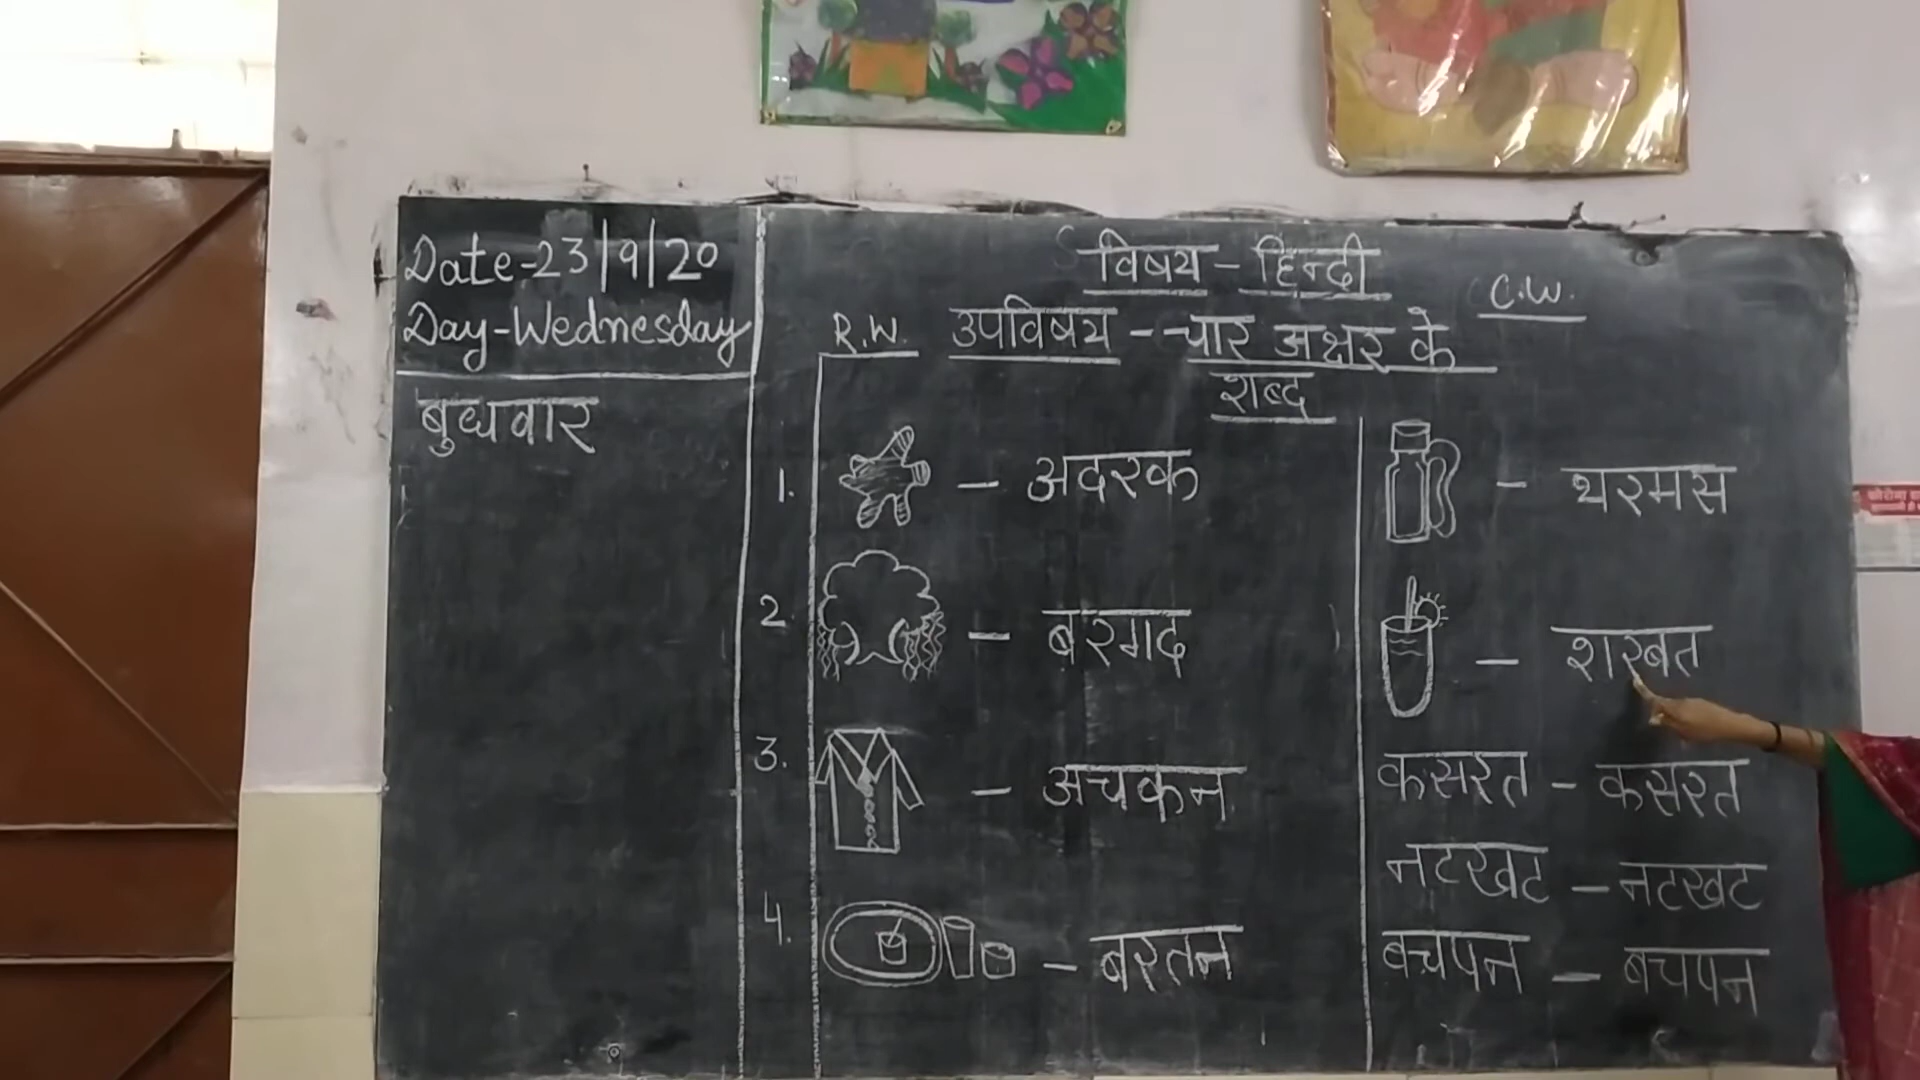 Date-23/9/20
Day-Wednesday
बुधवार
विषय - हिन्दी
C.W.
R.W. उपविषय - चार अक्षर के
शब्द
1. - अदरक
2. - बरगद
3. - अचकन
4. - बरतन
- थरमस
- शरबत
कसरत - कसरत
नटखट - नटखट
बचपन - बचपन